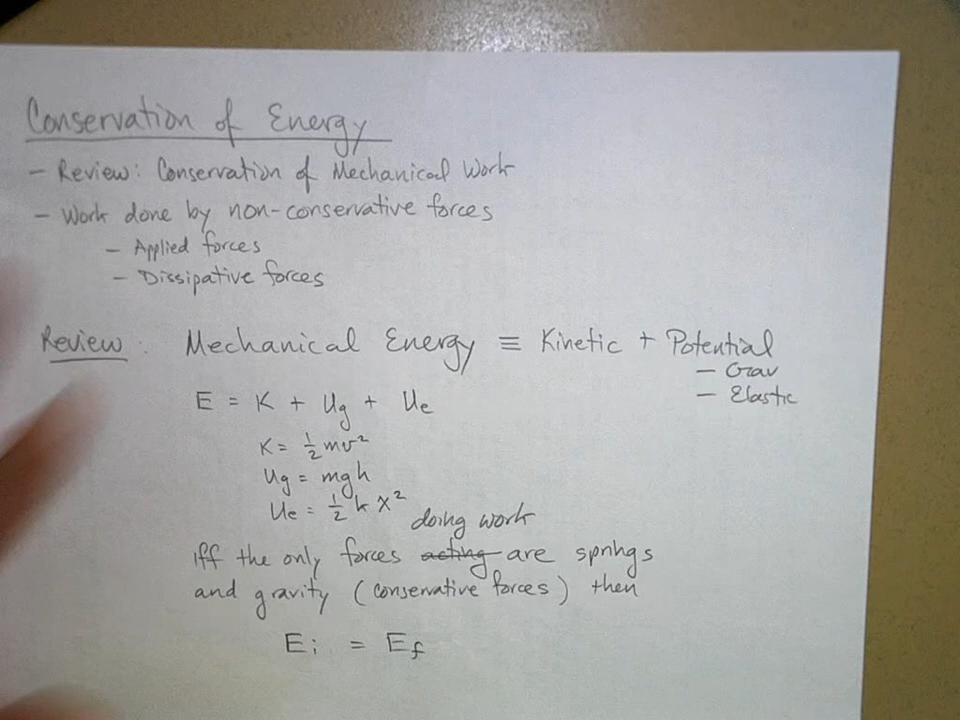 Conservation of Energy
- Review: Conservation of Mechanical Work
- Work done by non-conservative forces
- Applied forces
- Dissipative forces
Review: Mechanical Energy ≡ Kinetic + Potential
- Grav
- Elastic
E = K + Ug + Ue
K = ½mv²
Ug = mgh
Ue = ½kx²
doing work
iff the only forces acting are springs
and gravity (conservative forces) then
Ei = Ef